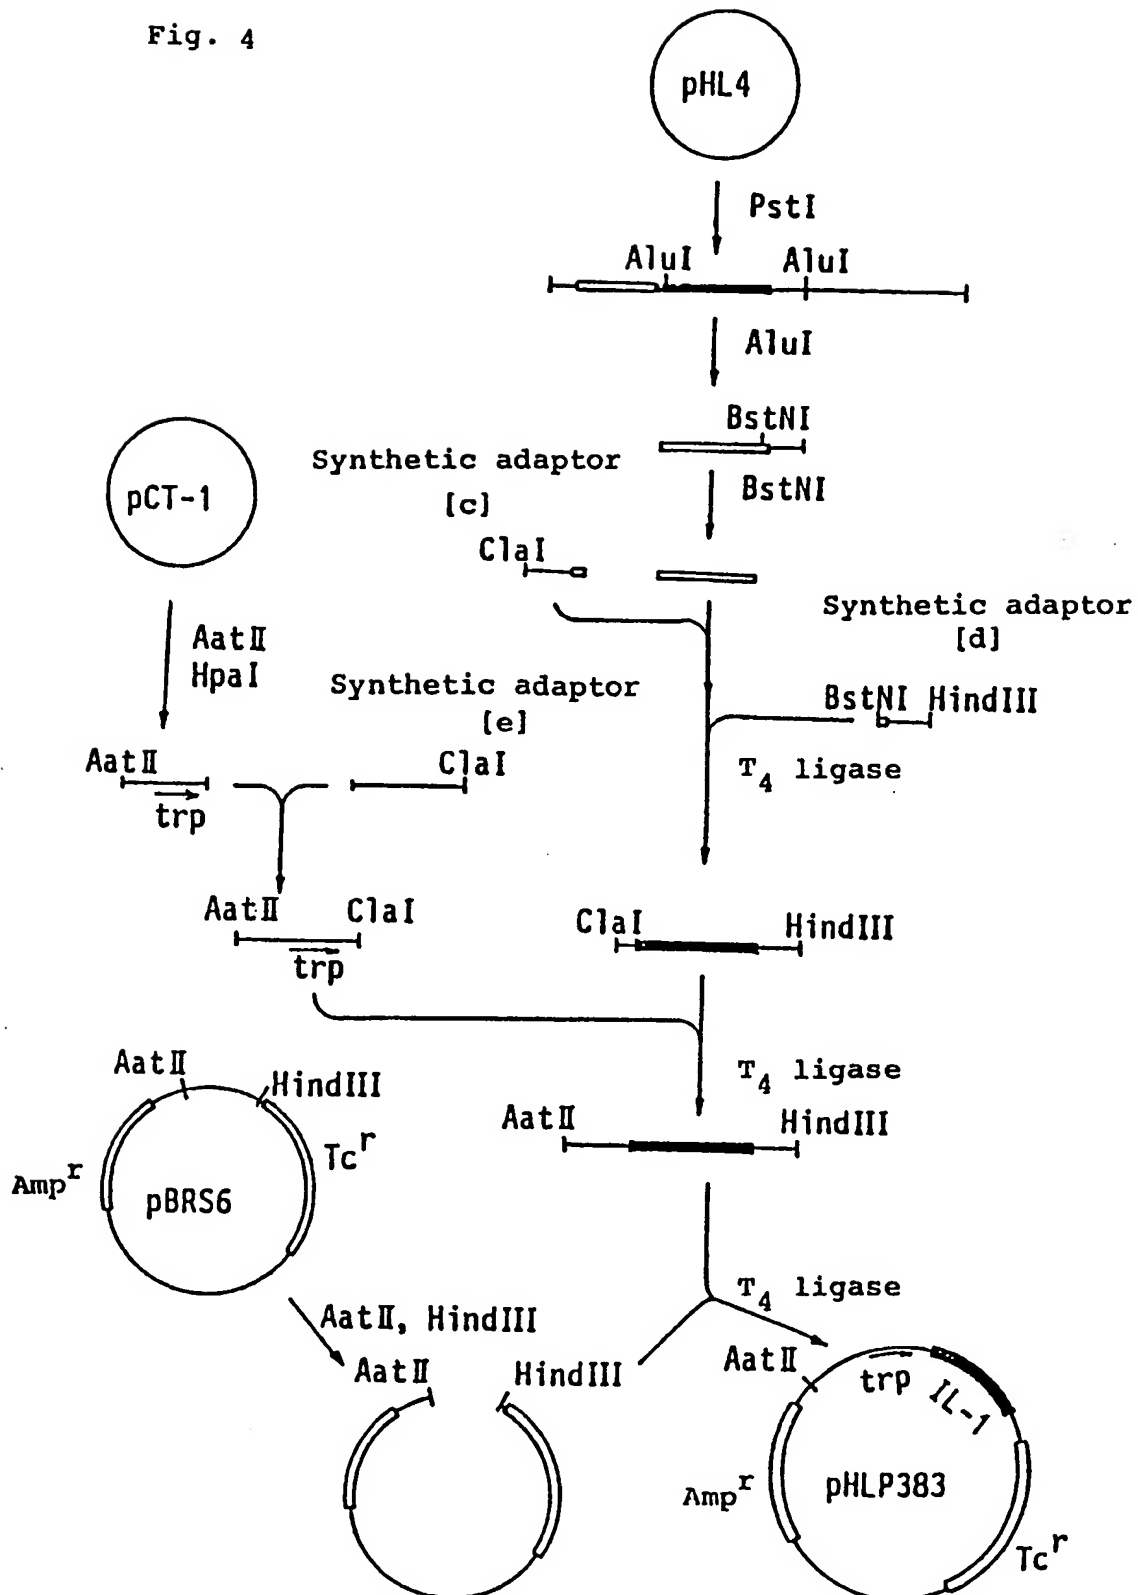 Fig. 4
pHL4
PstI
AluI AluI
AluI
BstNI
Synthetic adaptor
[c]
BstNI
pCT-1
ClaI
Synthetic adaptor
[d]
AatII
HpaI
Synthetic adaptor
[e]
BstNI HindIII
AatII
ClaI
T4 ligase
trp
AatII ClaI
trp
ClaI HindIII
T4 ligase
AatII
HindIII
AatII HindIII
Ampr
Tcr
pBRS6
T4 ligase
AatII, HindIII
AatII HindIII
AatII
trp
IL-1
Ampr
pHLP383
Tcr